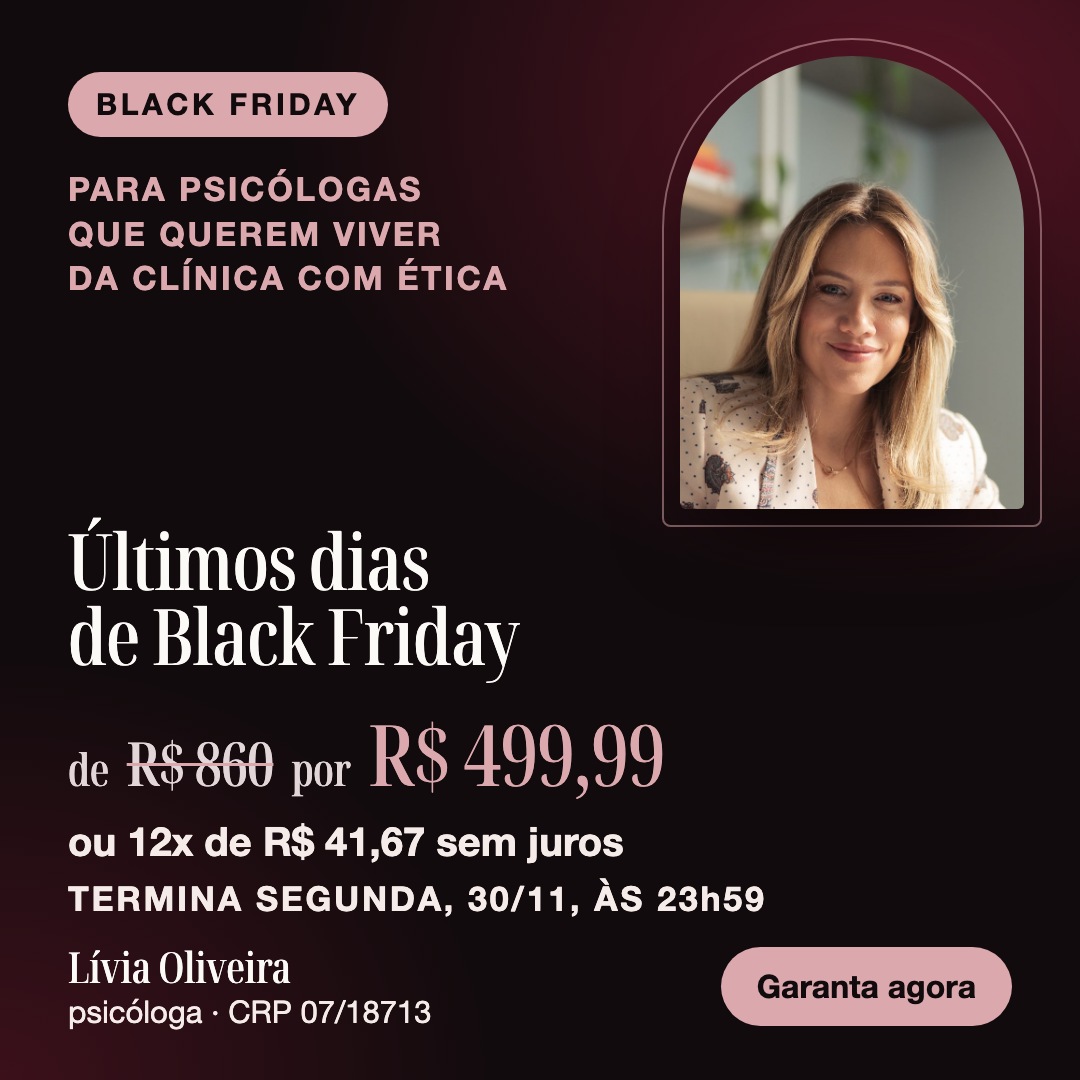 BLACK FRIDAY
PARA PSICÓLOGAS
QUE QUEREM VIVER
DA CLÍNICA COM ÉTICA
Últimos dias
de Black Friday
de R$ 860 por R$ 499,99
ou 12x de R$ 41,67 sem juros
TERMINA SEGUNDA, 30/11, ÀS 23h59
Lívia Oliveira
psicóloga · CRP 07/18713
Garanta agora